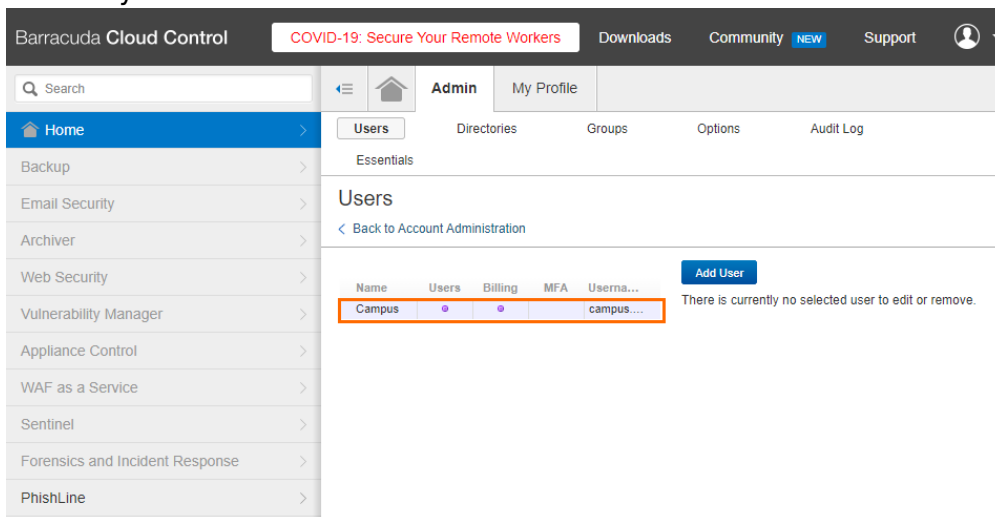 Barracuda Cloud Control
COVID-19: Secure Your Remote Workers
Downloads
Community NEW
Support
Search
Admin
My Profile
Home
Backup
Email Security
Archiver
Web Security
Vulnerability Manager
Appliance Control
WAF as a Service
Sentinel
Forensics and Incident Response
PhishLine
Users Directories Groups Options Audit Log
Essentials
Users
< Back to Account Administration
Name Users Billing MFA Userna...
Campus campus....
Add User
There is currently no selected user to edit or remove.